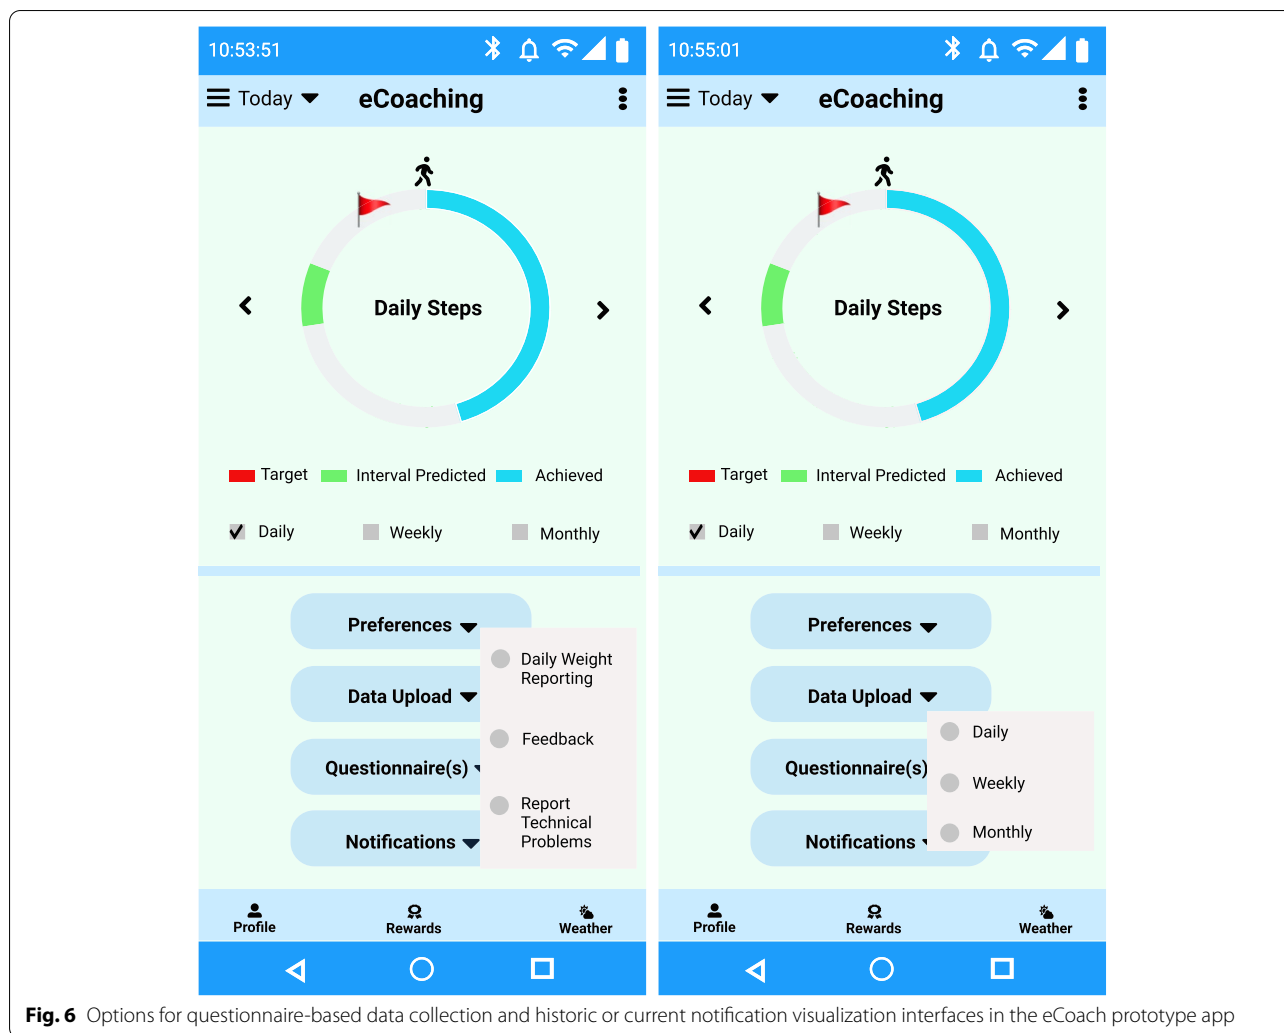 10:53:51
Today eCoaching
Daily Steps
Target Interval Predicted Achieved
Daily Weekly Monthly
Preferences
Data Upload
Questionnaire(s)
Notifications
Daily Weight
Reporting
Feedback
Report
Technical
Problems
Profile Rewards Weather
10:55:01
Today eCoaching
Daily Steps
Target Interval Predicted Achieved
Daily Weekly Monthly
Preferences
Data Upload
Questionnaire(s)
Notifications
Daily
Weekly
Monthly
Profile Rewards Weather
Fig. 6 Options for questionnaire-based data collection and historic or current notification visualization interfaces in the eCoach prototype app